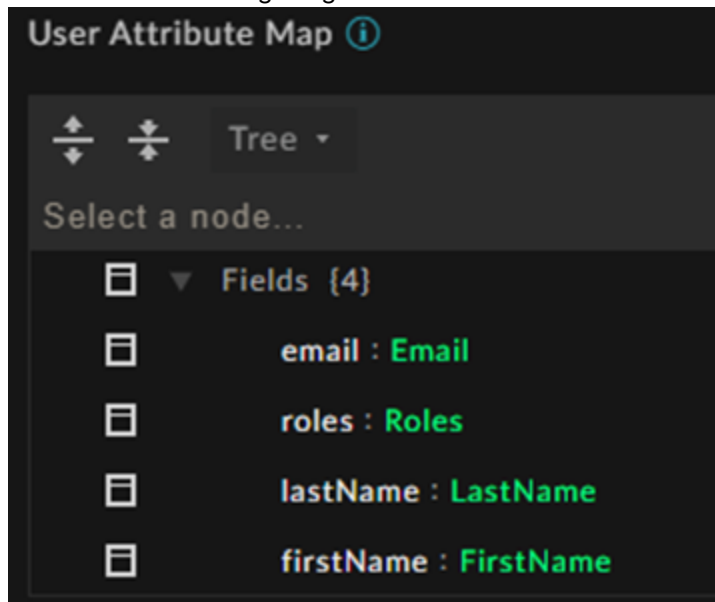 User Attribute Map
Tree
Select a node...
Fields {4}
email : Email
roles : Roles
lastName : LastName
firstName : FirstName